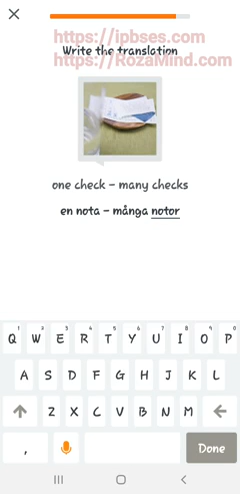 https://ipbses.com
Write the translation
https://RozaMind.com
one check – many checks
en nota – många notor
Q W E R T Y U I O P
A S D F G H J K L
Z X C V B N M
, Done